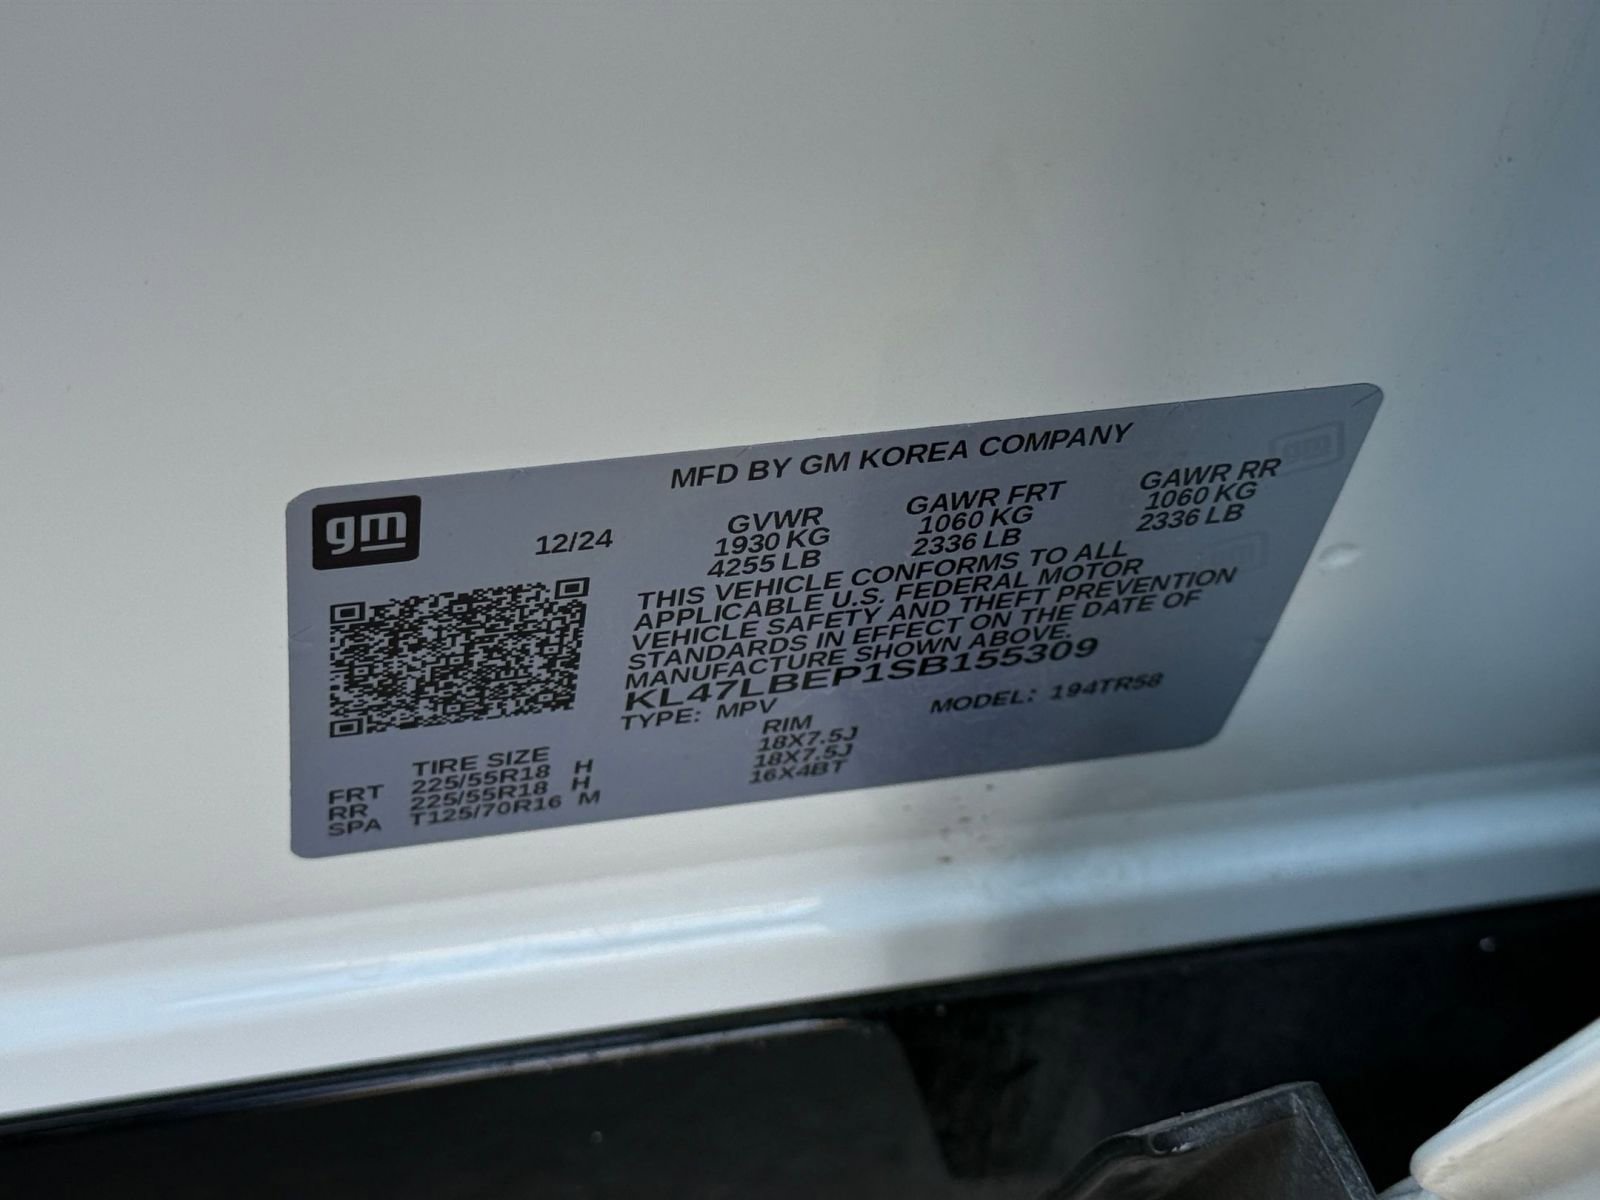 gm
MFD BY GM KOREA COMPANY
12/24
GVWR
1930 KG
4255 LB
GAWR FRT
1060 KG
2336 LB
GAWR RR
1060 KG
2336 LB
THIS VEHICLE CONFORMS TO ALL
APPLICABLE U.S. FEDERAL MOTOR
VEHICLE SAFETY AND THEFT PREVENTION
STANDARDS IN EFFECT ON THE DATE OF
MANUFACTURE SHOWN ABOVE.
KL47LBEP1SB155309
TYPE: MPV MODEL: 194TR58
TIRE SIZE RIM
FRT 225/55R18 H 18X7.5J
RR 225/55R18 H 18X7.5J
SPA T125/70R16 M 16X4BT
gm
gm